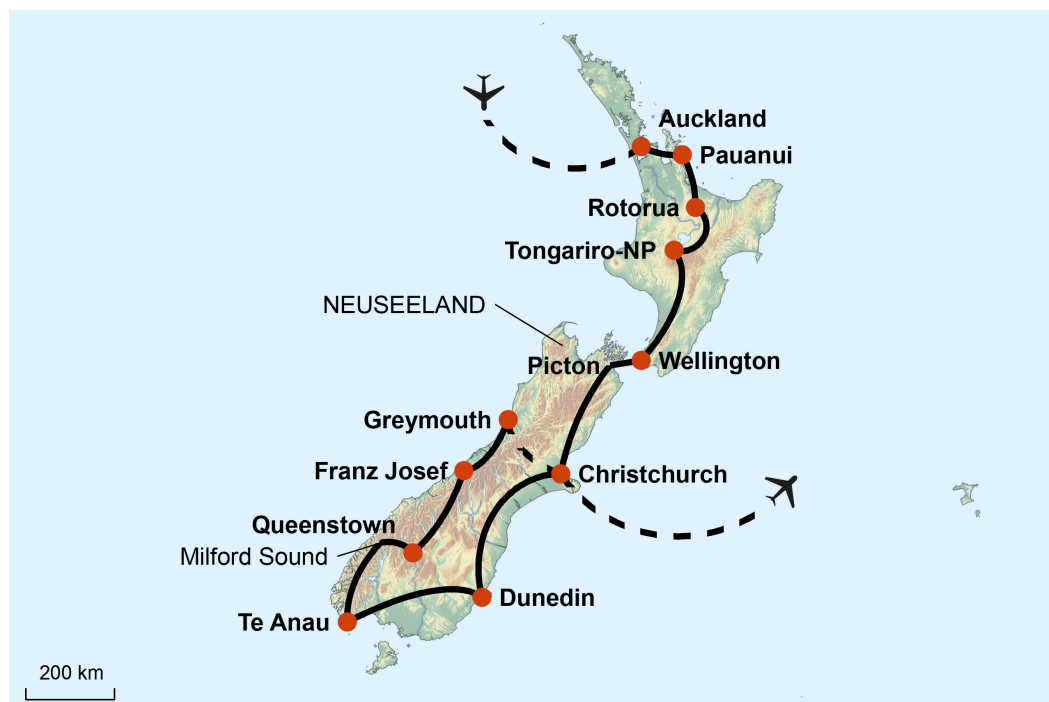 Auckland
Pauanui
Rotorua
Tongariro-NP
NEUSEELAND
Wellington
Picton
Greymouth
Franz Josef
Christchurch
Queenstown
Milford Sound
Dunedin
Te Anau
200 km